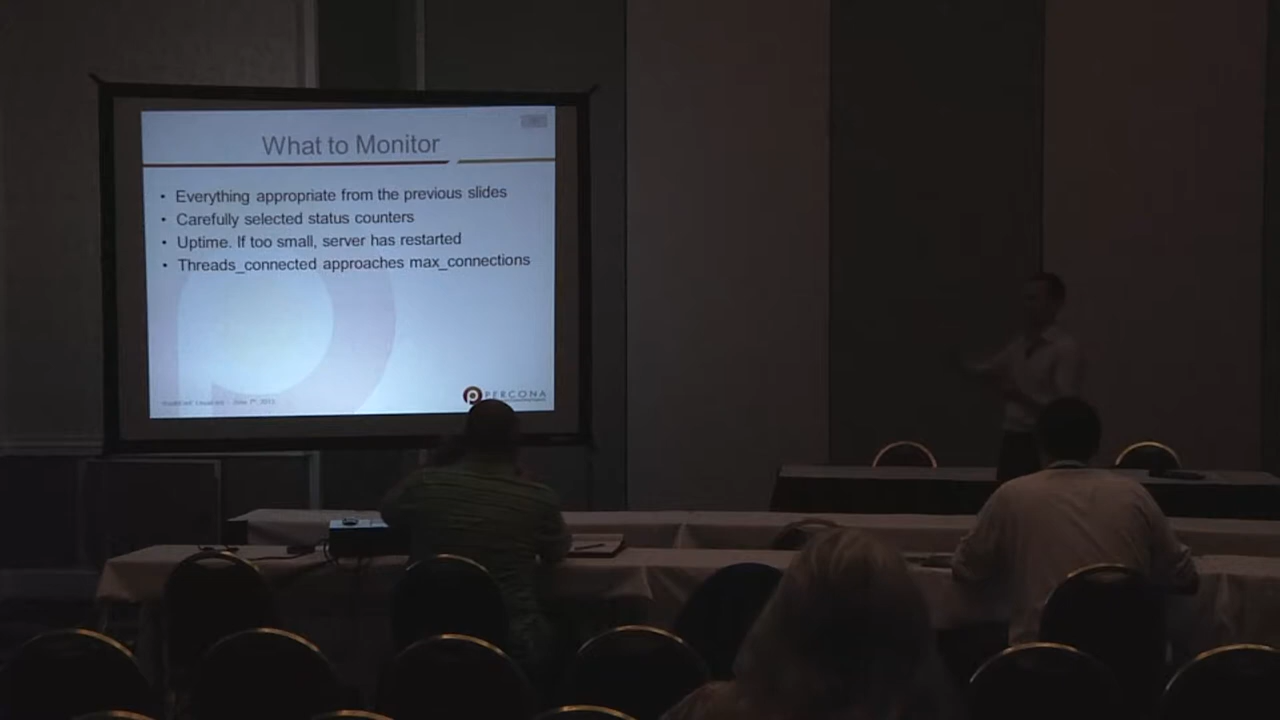 What to Monitor
• Everything appropriate from the previous slides
• Carefully selected status counters
• Uptime. If too small, server has restarted
• Threads_connected approaches max_connections
PERCONA